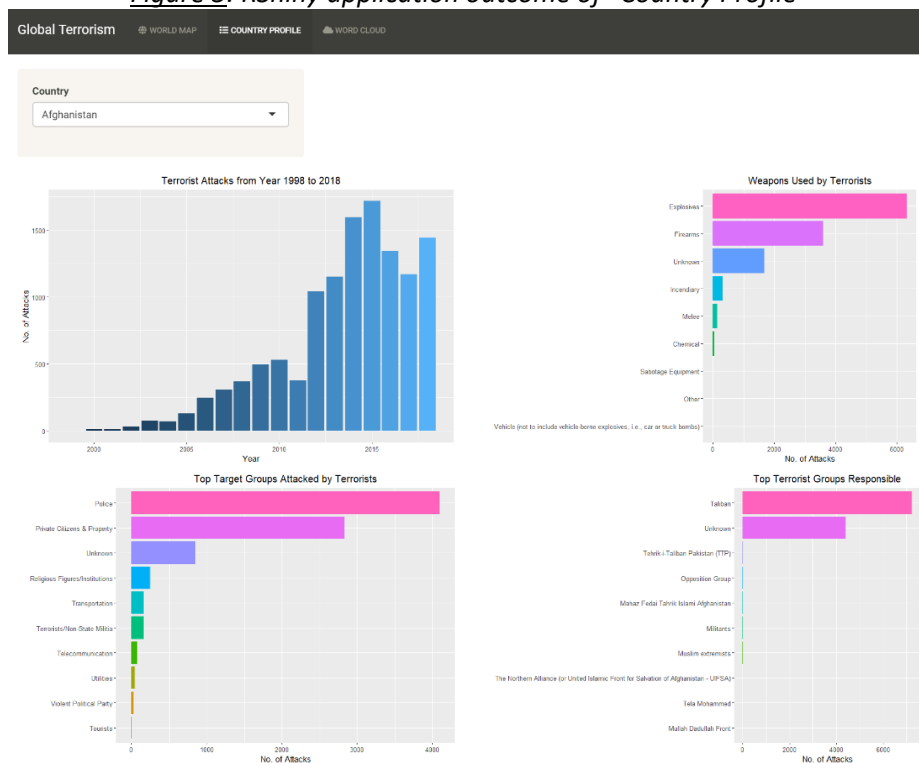 Figure 3: RShiny application outcome of "Country Profile"
Global Terrorism WORLD MAP COUNTRY PROFILE WORD CLOUD
Country
Afghanistan
Terrorist Attacks from Year 1998 to 2018
No. of Attacks
1500
1000
500
0
2000 2005 2010 2015
Year
Weapons Used by Terrorists
Explosives
Firearms
Unknown
Incendiary
Melee
Chemical
Sabotage Equipment
Other
Vehicle (not to include vehicle-borne explosives, i.e., car or truck bombs)
0 2000 4000 6000
No. of Attacks
Top Target Groups Attacked by Terrorists
Police
Private Citizens & Property
Unknown
Religious Figures/Institutions
Transportation
Terrorists/Non-State Militia
Telecommunication
Utilities
Violent Political Party
Tourists
0 1000 2000 3000 4000
No. of Attacks
Top Terrorist Groups Responsible
Taliban
Unknown
Tehrik-i-Taliban Pakistan (TTP)
Opposition Group
Mahaz Fedai Tahrik Islami Afghanistan
Militants
Muslim extremists
The Northern Alliance (or United Islamic Front for Salvation of Afghanistan - UIFSA)
Tela Mohammed
Mullah Dadullah Front
0 2000 4000 6000
No. of Attacks